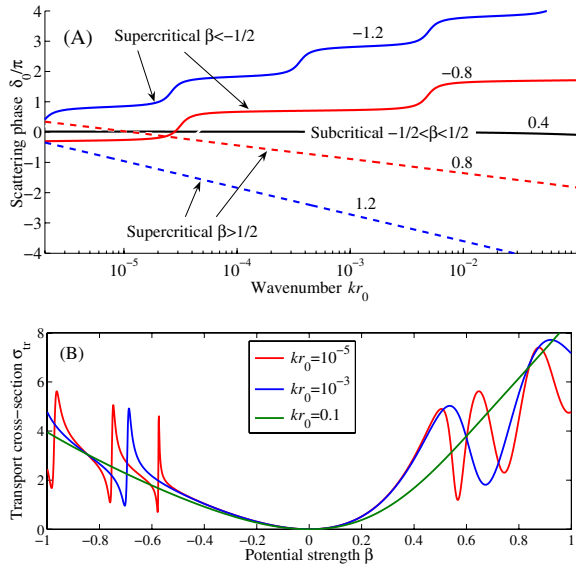 4
3
2
1
0
−1
−2
−3
−4
Scattering phase δ₀/π
(A)
Supercritical β<−1/2
−1.2
−0.8
Subcritical −1/2<β<1/2
0.4
0.8
1.2
Supercritical β>1/2
10⁻⁵ 10⁻⁴ 10⁻³ 10⁻²
Wavenumber kr₀
8
6
4
2
0
Transport cross−section σtr
(B)
kr₀=10⁻⁵
kr₀=10⁻³
kr₀=0.1
−1 −0.8 −0.6 −0.4 −0.2 0 0.2 0.4 0.6 0.8 1
Potential strength β